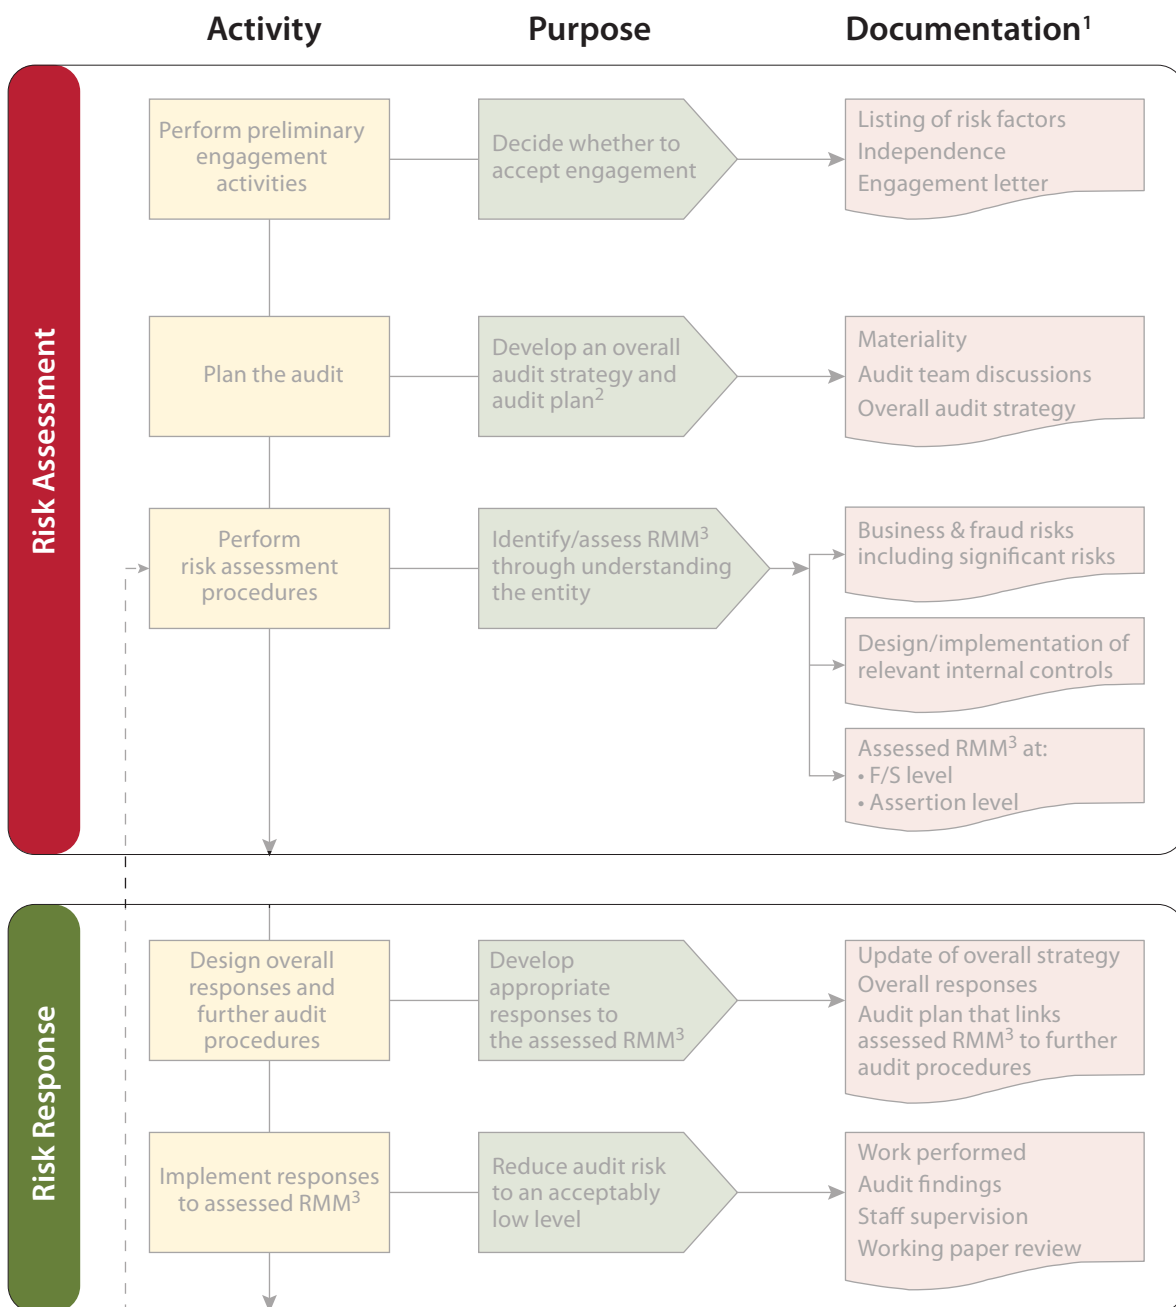 Activity
Purpose
Documentation¹
Risk Assessment
Perform preliminary
engagement
activities
Decide whether to
accept engagement
Listing of risk factors
Independence
Engagement letter
Plan the audit
Develop an overall
audit strategy and
audit plan²
Materiality
Audit team discussions
Overall audit strategy
Perform
risk assessment
procedures
Identify/assess RMM³
through understanding
the entity
Business & fraud risks
including significant risks
Design/implementation of
relevant internal controls
Assessed RMM³ at:
• F/S level
• Assertion level
Risk Response
Design overall
responses and
further audit
procedures
Develop
appropriate
responses to
the assessed RMM³
Update of overall strategy
Overall responses
Audit plan that links
assessed RMM³ to further
audit procedures
Implement responses
to assessed RMM³
Reduce audit risk
to an acceptably
low level
Work performed
Audit findings
Staff supervision
Working paper review